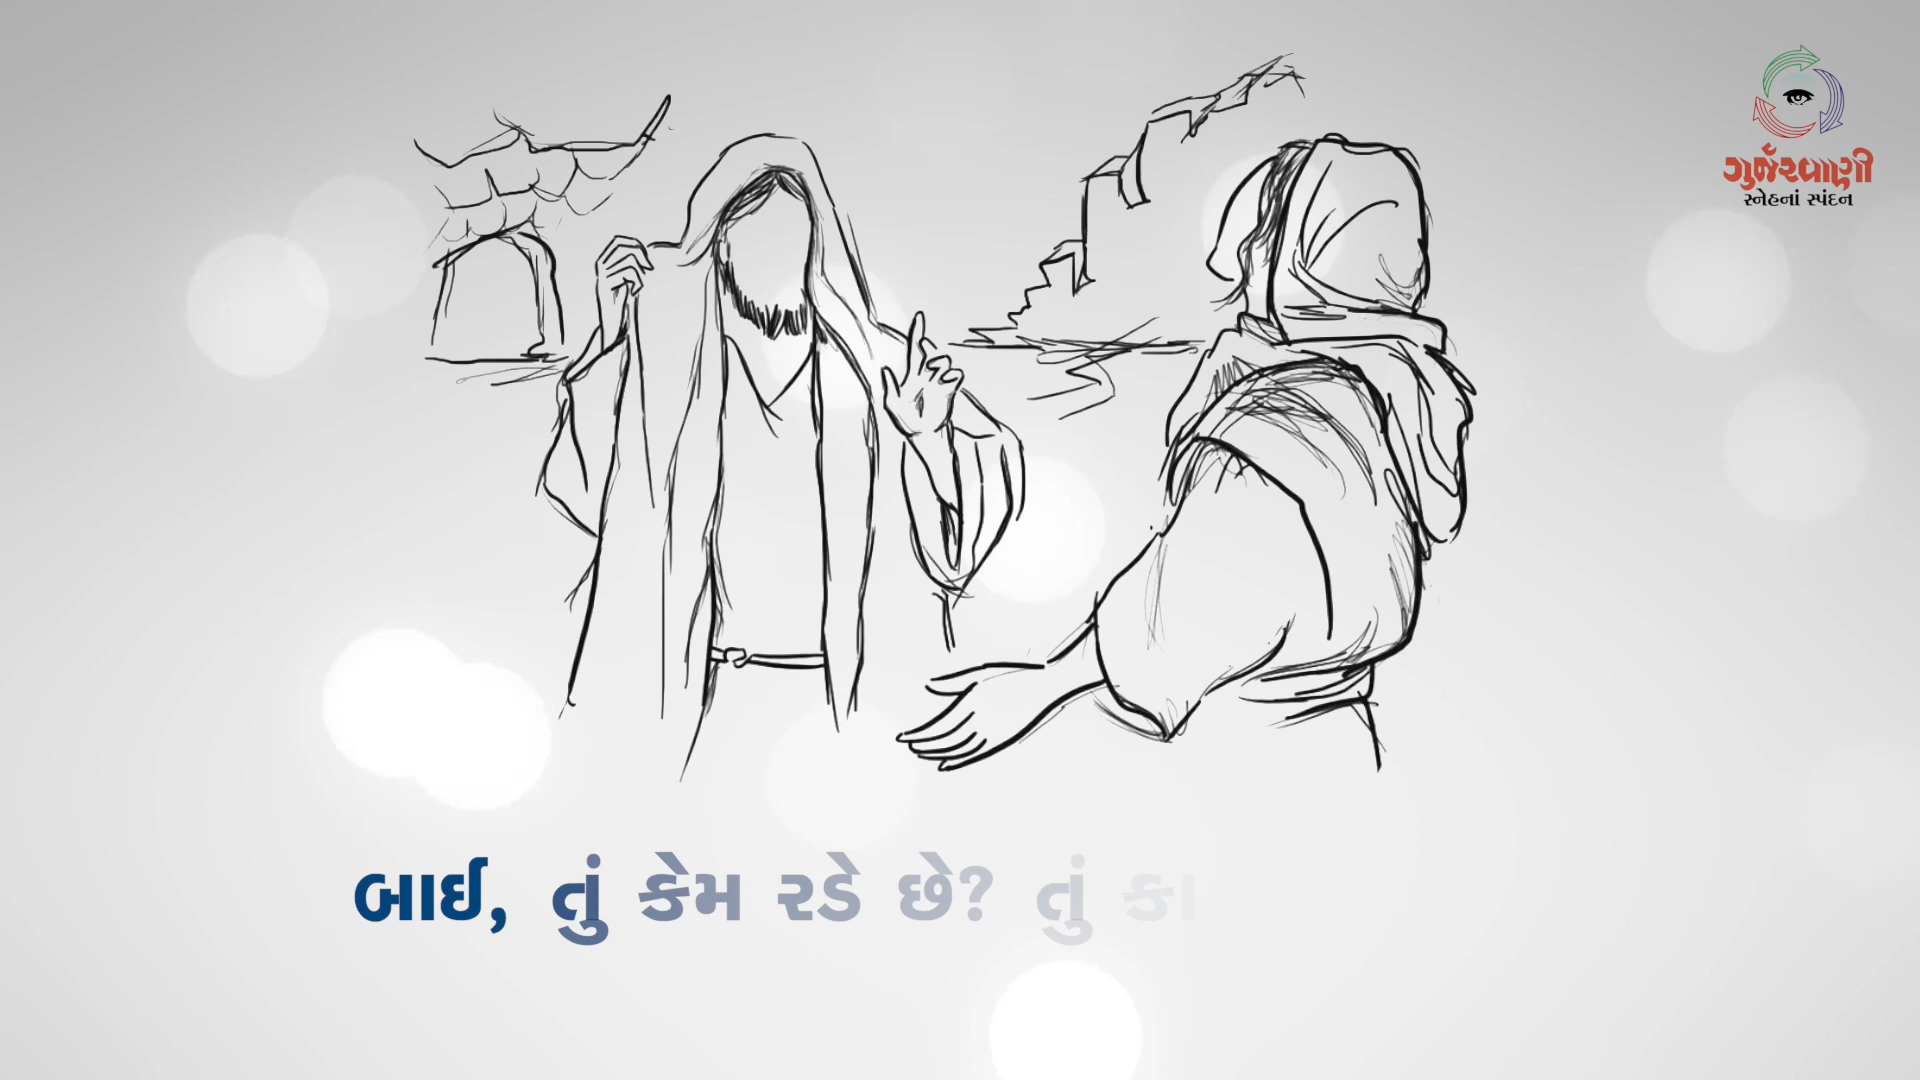 ગુર્જરવાણી
સ્નેહનાં સ્પંદન
બાઈ, તું કેમ રડે છે? તું કા